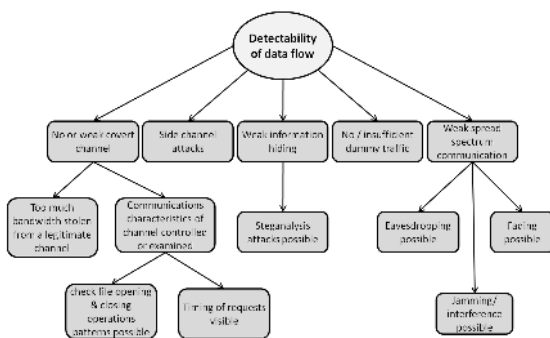 Detectability
of data flow
No or weak covert
channel
Side channel
attacks
Weak information
hiding
No / insufficient
dummy traffic
Weak spread
spectrum
communication
Too much
bandwidth stolen
from a legitimate
channel
Communications
characteristics of
channel controlled
or examined
Steganalysis
attacks possible
Eavesdropping
possible
Fading
possible
check file opening
& closing
operations
patterns possible
Timing of requests
visible
Jamming/
interference
possible